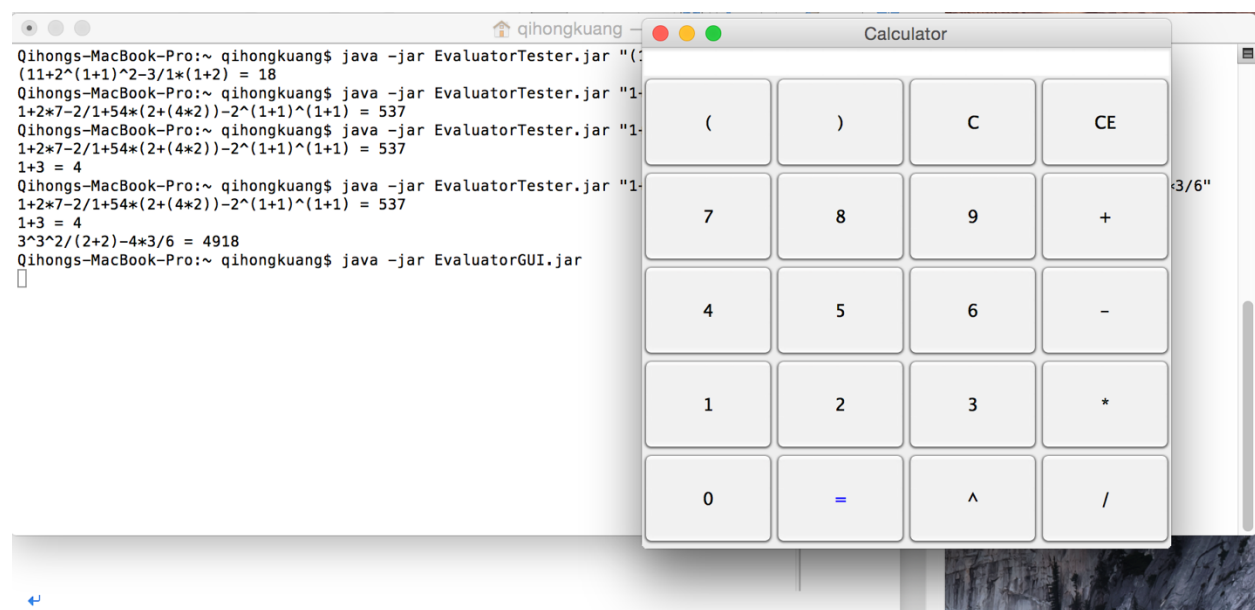 qihongkuang —
Qihongs-MacBook-Pro:~ qihongkuang$ java -jar EvaluatorTester.jar "(
(11+2^(1+1)^2-3/1*(1+2) = 18
Qihongs-MacBook-Pro:~ qihongkuang$ java -jar EvaluatorTester.jar "1
1+2*7-2/1+54*(2+(4*2))-2^(1+1)^(1+1) = 537
Qihongs-MacBook-Pro:~ qihongkuang$ java -jar EvaluatorTester.jar "1
1+2*7-2/1+54*(2+(4*2))-2^(1+1)^(1+1) = 537
1+3 = 4
Qihongs-MacBook-Pro:~ qihongkuang$ java -jar EvaluatorTester.jar "1 3/6"
1+2*7-2/1+54*(2+(4*2))-2^(1+1)^(1+1) = 537
1+3 = 4
3^3^2/(2+2)-4*3/6 = 4918
Qihongs-MacBook-Pro:~ qihongkuang$ java -jar EvaluatorGUI.jar
Calculator
( ) C CE
7 8 9 +
4 5 6 -
1 2 3 *
0 = ^ /